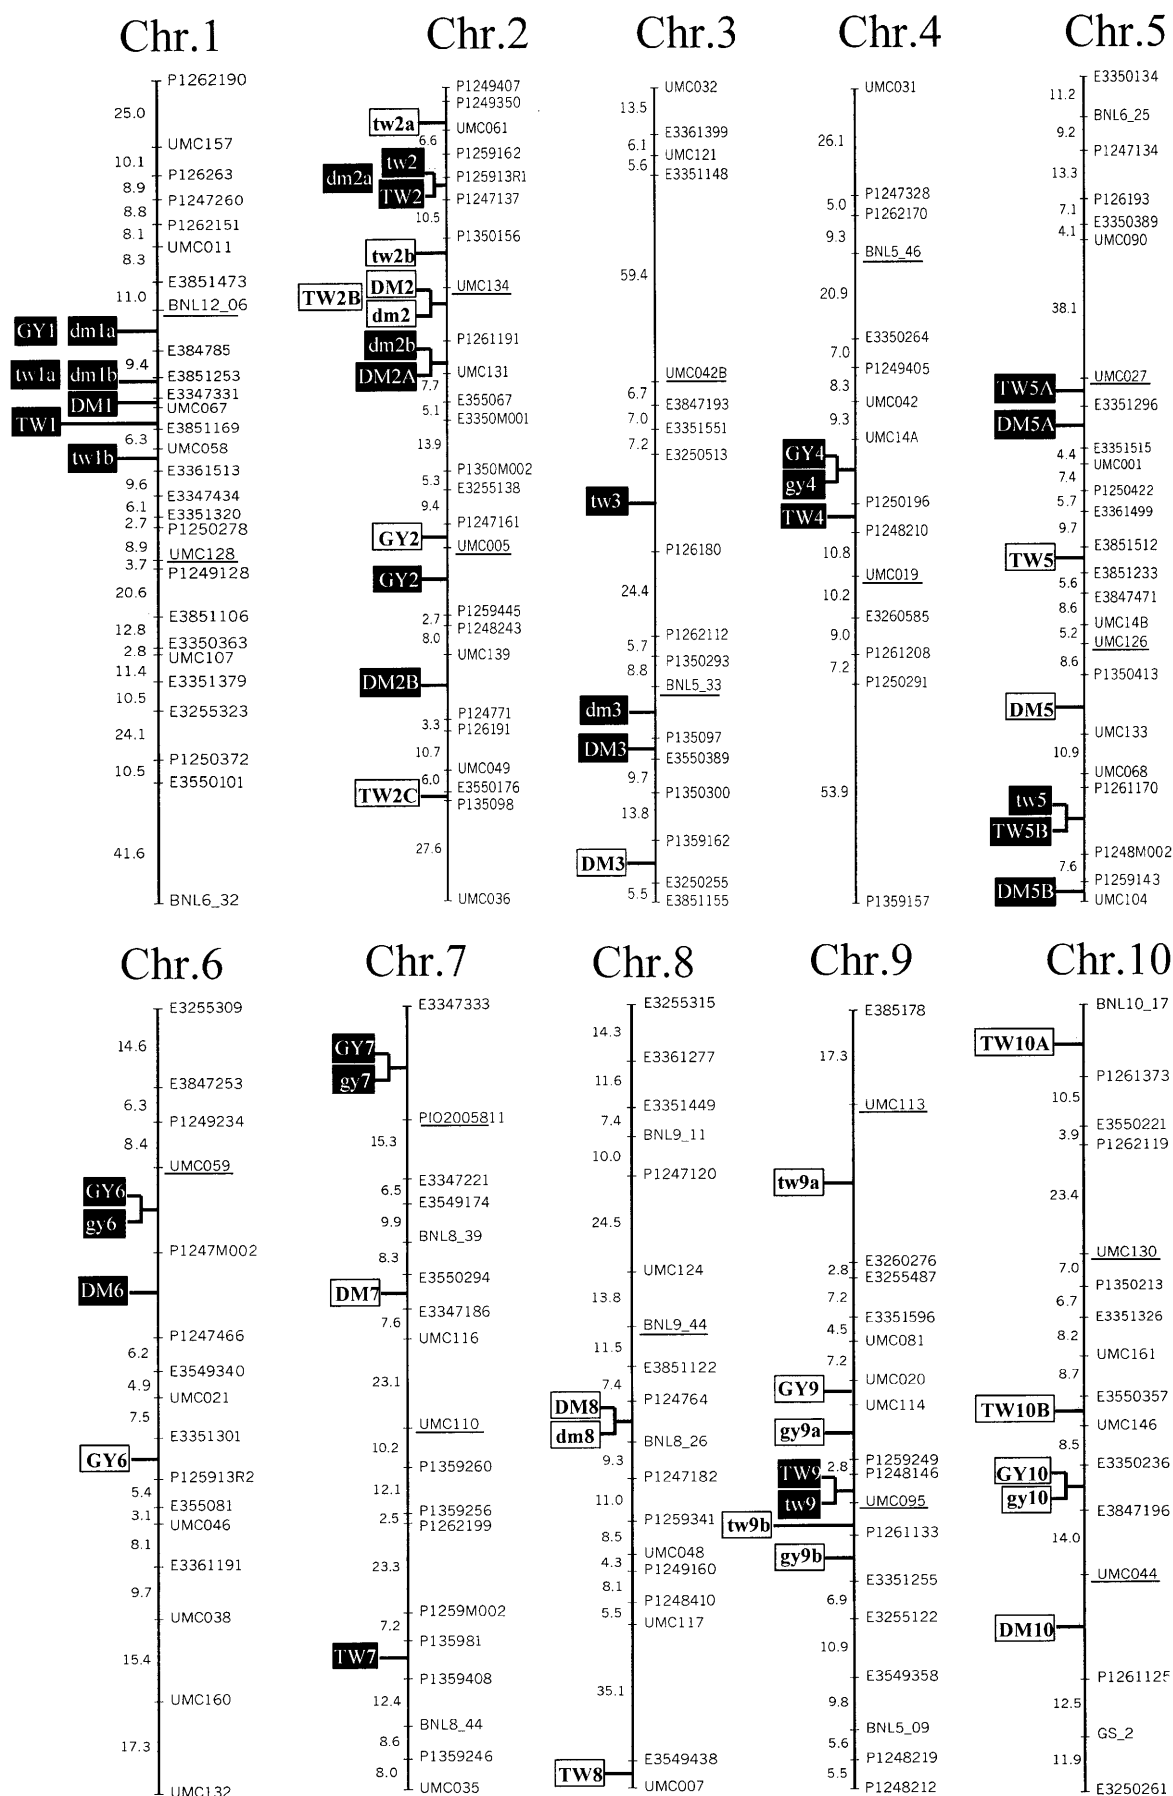 Chr.1
P1262190
25.0
UMC157
10.1
P126263
8.9
P1247260
8.8
P1262151
8.1
UMC011
8.3
E3851473
11.0
BNL12_06
GY1 dm1a
E384785
9.4
tw1a dm1b
E3851253
E3347331
DM1
UMC067
TW1
E3851169
6.3
UMC058
tw1b
E3361513
9.6
E3347434
6.1
E3351320
2.7
P1250278
8.9
UMC128
3.7
P1249128
20.6
E3851106
12.8
E3350363
2.8
UMC107
11.4
E3351379
10.5
E3255323
24.1
P1250372
10.5
E3550101
41.6
BNL6_32
Chr.2
P1249407
P1249350
tw2a
UMC061
6.6
P1259162
tw2
dm2a
P125913R1
TW2
P1247137
10.5
P1350156
tw2b
DM2
UMC134
TW2B
dm2
P1261191
dm2b
UMC131
DM2A
7.7
E355067
5.1
E3350M001
13.9
P1350M002
5.3
E3255138
9.4
P1247161
GY2
UMC005
GY2
P1259445
2.7
P1248243
8.0
UMC139
DM2B
P124771
3.3
P126191
10.7
UMC049
6.0
E3550176
TW2C
P135098
27.6
UMC036
Chr.3
UMC032
13.5
E3361399
6.1
UMC121
5.6
E3351148
59.4
UMC042B
6.7
E3847193
7.0
E3351551
7.2
E3250513
tw3
P126180
24.4
P1262112
5.7
P1350293
8.8
BNL5_33
dm3
P135097
DM3
E3550389
9.7
P1350300
13.8
P1359162
DM3
E3250255
5.5
E3851155
Chr.4
UMC031
26.1
P1247328
5.0
P1262170
9.3
BNL5_46
20.9
E3350264
7.0
P1249405
8.3
UMC042
9.3
UMC14A
GY4
gy4
P1250196
TW4
P1248210
10.8
UMC019
10.2
E3260585
9.0
P1261208
7.2
P1250291
53.9
P1359157
Chr.5
E3350134
11.2
BNL6_25
9.2
P1247134
13.3
P126193
7.1
E3350389
4.1
UMC090
38.1
UMC027
TW5A
E3351296
DM5A
E3351515
4.4
UMC001
7.4
P1250422
5.7
E3361499
9.7
E3851512
TW5
E3851233
5.6
E3847471
8.6
UMC14B
5.2
UMC126
8.6
P1350413
DM5
UMC133
10.9
UMC068
P1261170
tw5
TW5B
P1248M002
7.6
P1259143
DM5B
UMC104
Chr.6
E3255309
14.6
E3847253
6.3
P1249234
8.4
UMC059
GY6
gy6
P1247M002
DM6
P1247466
6.2
E3549340
4.9
UMC021
7.5
E3351301
GY6
P125913R2
5.4
E355081
3.1
UMC046
8.1
E3361191
9.7
UMC038
15.4
UMC160
17.3
UMC132
Chr.7
E3347333
GY7
gy7
PIO2005811
15.3
E3347221
6.5
E3549174
9.9
BNL8_39
8.3
E3550294
DM7
E3347186
7.6
UMC116
23.1
UMC110
10.2
P1359260
12.1
P1359256
2.5
P1262199
23.3
P1259M002
7.2
P135981
TW7
P1359408
12.4
BNL8_44
8.6
P1359246
8.0
UMC035
Chr.8
E3255315
14.3
E3361277
11.6
E3351449
7.4
BNL9_11
10.0
P1247120
24.5
UMC124
13.8
BNL9_44
11.5
E3851122
7.4
P124764
DM8
dm8
BNL8_26
9.3
P1247182
11.0
P1259341
8.5
UMC048
4.3
P1249160
8.1
P1248410
5.5
UMC117
35.1
E3549438
TW8
UMC007
Chr.9
E385178
17.3
UMC113
tw9a
E3260276
2.8
E3255487
7.2
E3351596
4.5
UMC081
7.2
UMC020
GY9
UMC114
gy9a
P1259249
2.8
P1248146
TW9
tw9
UMC095
tw9b
P1261133
gy9b
E3351255
6.9
E3255122
10.9
E3549358
9.8
BNL5_09
5.6
P1248219
5.5
P1248212
Chr.10
BNL10_17
TW10A
P1261373
10.5
E3550221
3.9
P1262119
23.4
UMC130
7.0
P1350213
6.7
E3351326
8.2
UMC161
8.7
E3550357
TW10B
UMC146
8.5
E3350236
GY10
gy10
E3847196
14.0
UMC044
DM10
P1261125
12.5
GS_2
11.9
E3250261